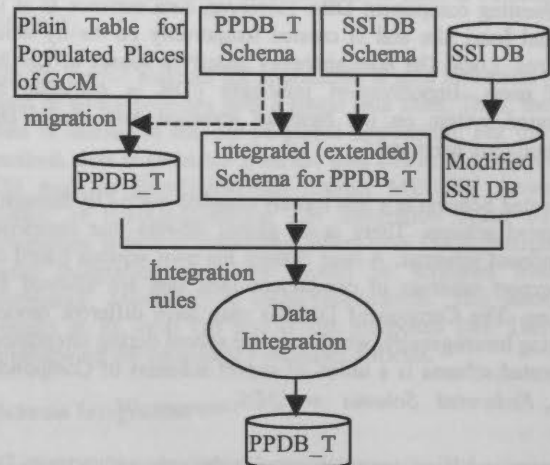 Plain Table for
Populated Places
of GCM
PPDB_T
Schema
SSI DB
Schema
SSI DB
migration
PPDB_T
Integrated (extended)
Schema for PPDB_T
Modified
SSI DB
Integration
rules
Data
Integration
PPDB_T